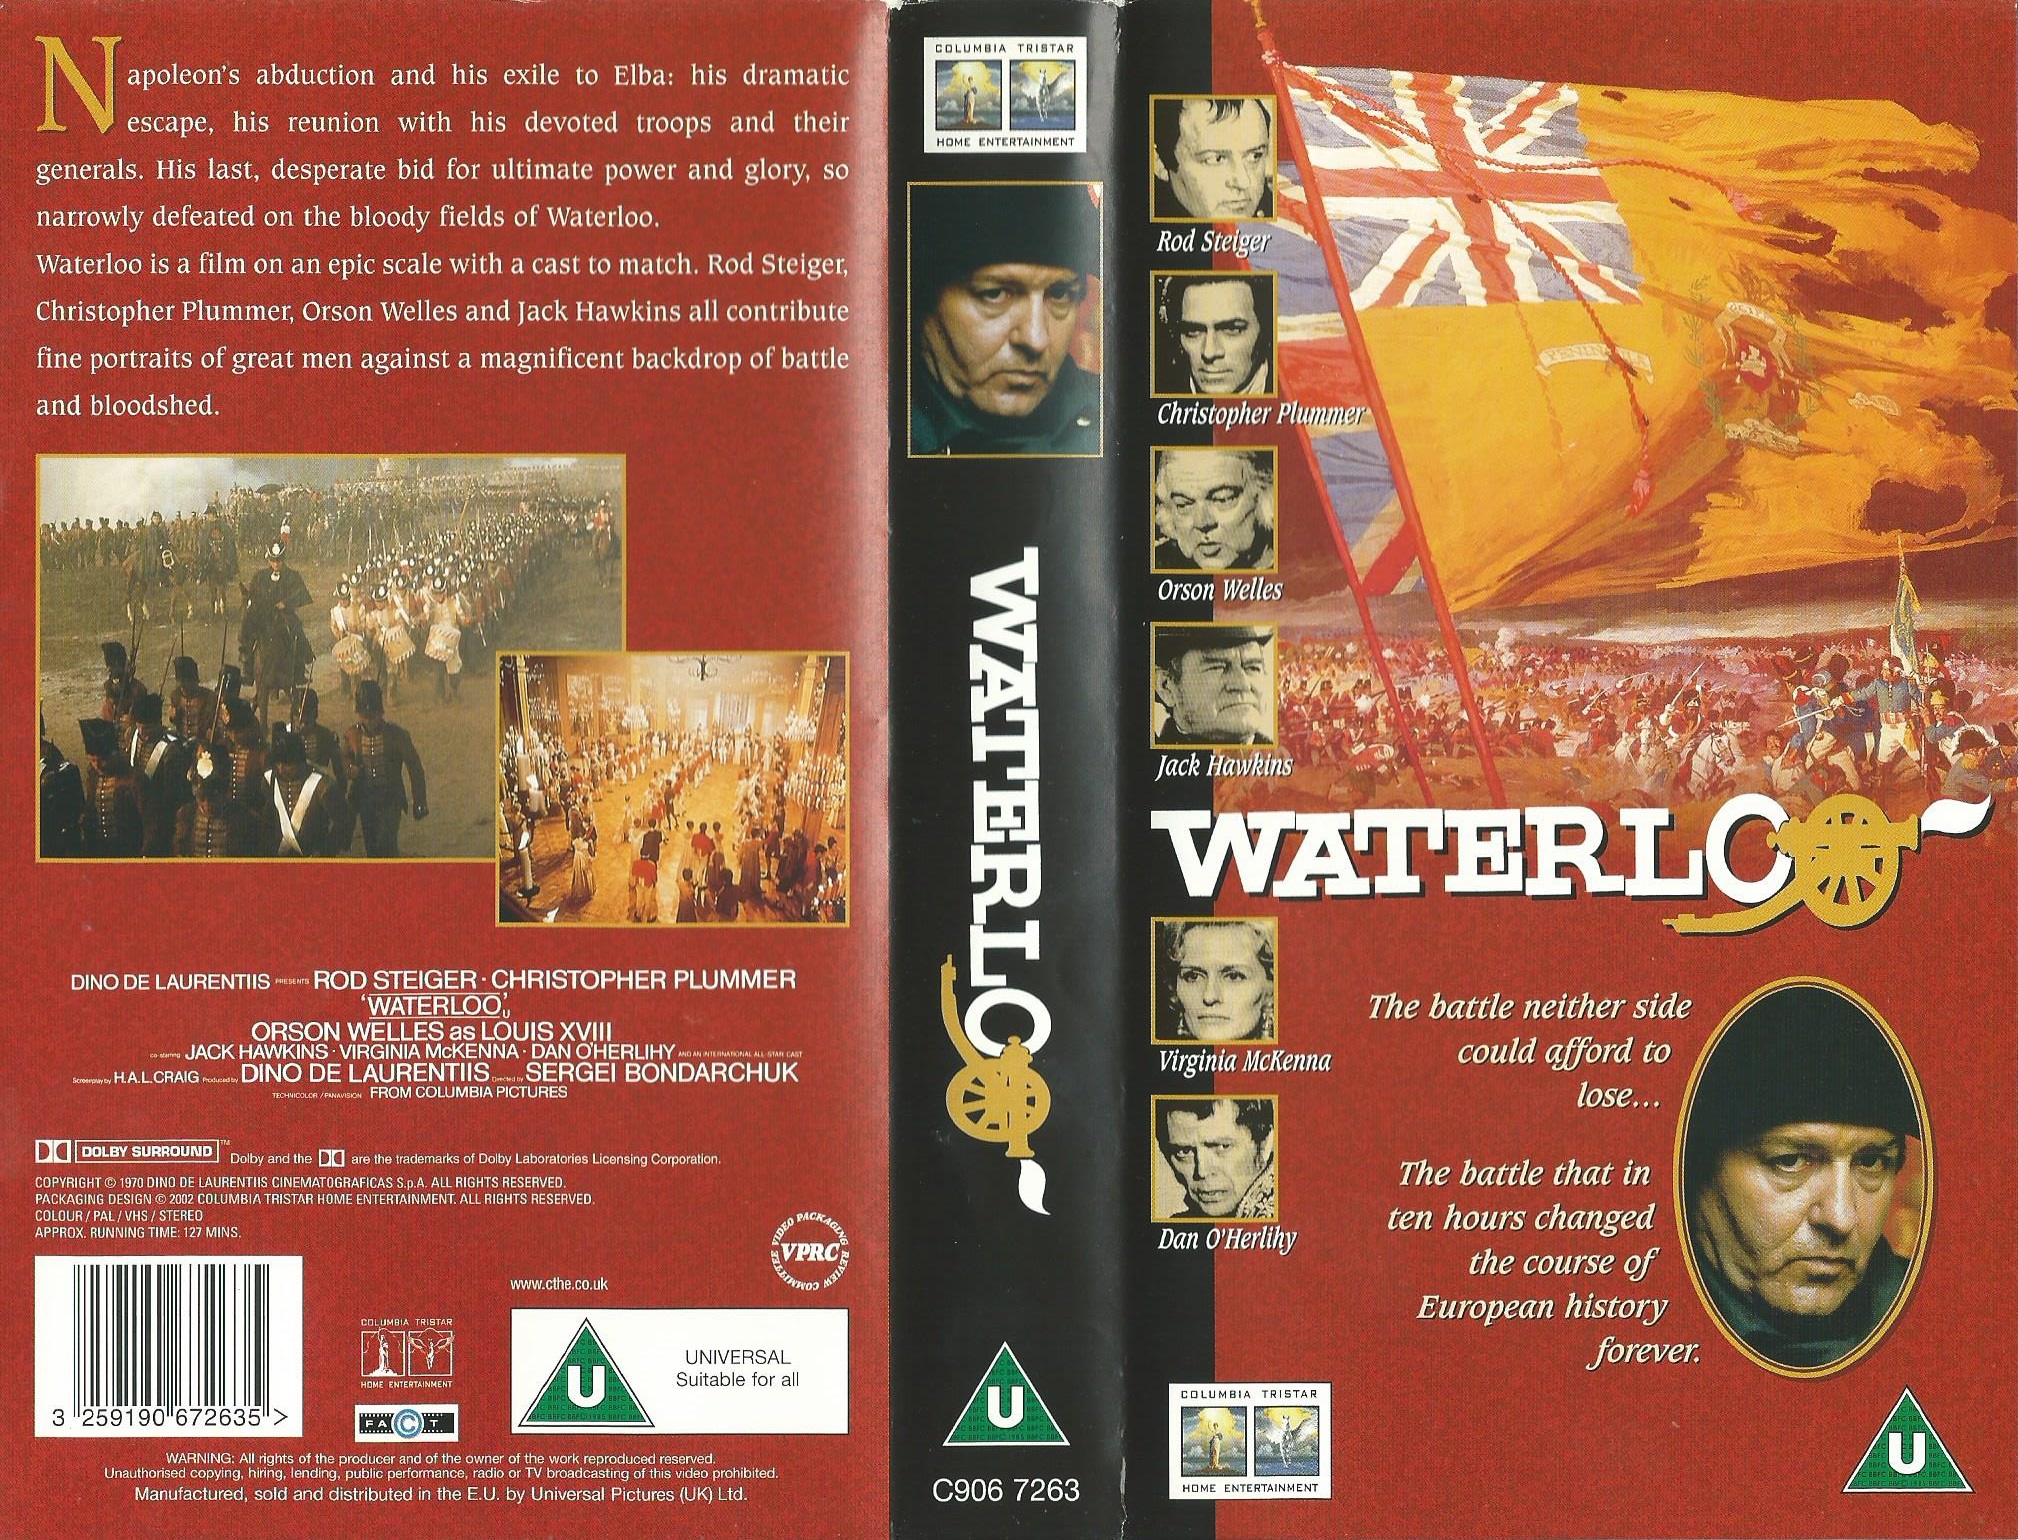 Napoleon's abduction and his exile to Elba: his dramatic
escape, his reunion with his devoted troops and their
generals. His last, desperate bid for ultimate power and glory, so
narrowly defeated on the bloody fields of Waterloo.
Waterloo is a film on an epic scale with a cast to match. Rod Steiger,
Christopher Plummer, Orson Welles and Jack Hawkins all contribute
fine portraits of great men against a magnificent backdrop of battle
and bloodshed.
DINO DE LAURENTIIS PRESENTS ROD STEIGER · CHRISTOPHER PLUMMER
'WATERLOO' U
ORSON WELLES as LOUIS XVIII
co-starring JACK HAWKINS · VIRGINIA McKENNA · DAN O'HERLIHY AND AN INTERNATIONAL ALL-STAR CAST
Screenplay by H.A.L. CRAIG Produced by DINO DE LAURENTIIS Directed by SERGEI BONDARCHUK
TECHNICOLOR / PANAVISION FROM COLUMBIA PICTURES
DOLBY SURROUND ™ Dolby and the are the trademarks of Dolby Laboratories Licensing Corporation.
COPYRIGHT © 1970 DINO DE LAURENTIIS CINEMATOGRAFICAS S.p.A. ALL RIGHTS RESERVED.
PACKAGING DESIGN © 2002 COLUMBIA TRISTAR HOME ENTERTAINMENT. ALL RIGHTS RESERVED.
COLOUR / PAL / VHS / STEREO
APPROX. RUNNING TIME: 127 MINS.
VIDEO PACKAGING REVIEW COMMITTEE
VPRC
www.cthe.co.uk
3 259190 672635 >
COLUMBIA TRISTAR
HOME ENTERTAINMENT
FACT
U
UNIVERSAL
Suitable for all
WARNING: All rights of the producer and of the owner of the work reproduced reserved.
Unauthorised copying, hiring, lending, public performance, radio or TV broadcasting of this video prohibited.
Manufactured, sold and distributed in the E.U. by Universal Pictures (UK) Ltd.
COLUMBIA TRISTAR
HOME ENTERTAINMENT
WATERLOO
U
C906 7263
Rod Steiger
Christopher Plummer
Orson Welles
Jack Hawkins
WATERLOO
Virginia McKenna
Dan O'Herlihy
The battle neither side
could afford to
lose...
The battle that in
ten hours changed
the course of
European history
forever.
COLUMBIA TRISTAR
HOME ENTERTAINMENT
U